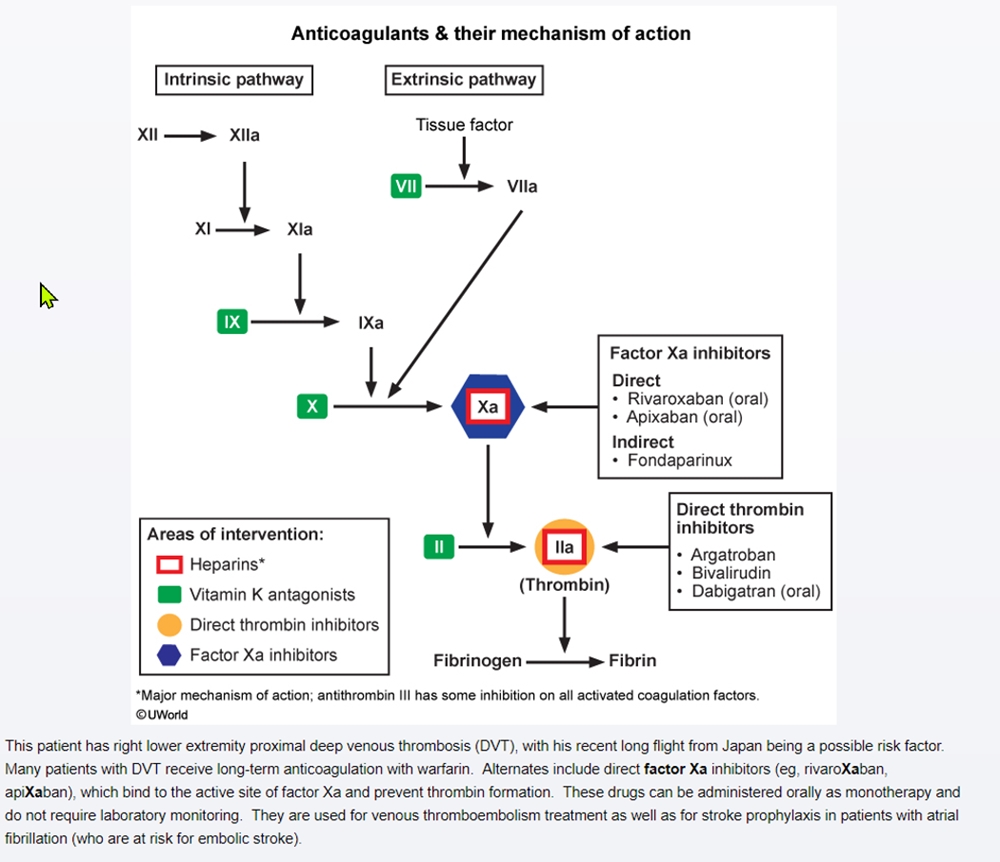 Anticoagulants & their mechanism of action
Intrinsic pathway
Extrinsic pathway
Tissue factor
XII
XIIa
VII
VIIa
XI
XIa
IX
IXa
Factor Xa inhibitors
Direct
• Rivaroxaban (oral)
• Apixaban (oral)
Indirect
• Fondaparinux
X
Xa
Direct thrombin
inhibitors
• Argatroban
• Bivalirudin
• Dabigatran (oral)
II
IIa
(Thrombin)
Fibrinogen
Fibrin
Areas of intervention:
Heparins*
Vitamin K antagonists
Direct thrombin inhibitors
Factor Xa inhibitors
*Major mechanism of action; antithrombin III has some inhibition on all activated coagulation factors.
©UWorld
This patient has right lower extremity proximal deep venous thrombosis (DVT), with his recent long flight from Japan being a possible risk factor.
Many patients with DVT receive long-term anticoagulation with warfarin. Alternates include direct factor Xa inhibitors (eg, rivaroXaban,
apiXaban), which bind to the active site of factor Xa and prevent thrombin formation. These drugs can be administered orally as monotherapy and
do not require laboratory monitoring. They are used for venous thromboembolism treatment as well as for stroke prophylaxis in patients with atrial
fibrillation (who are at risk for embolic stroke).